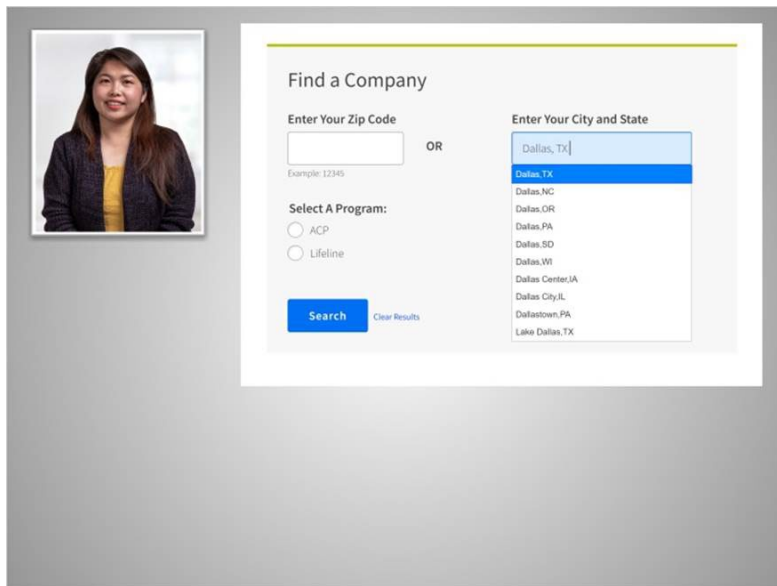 Find a Company
Enter Your Zip Code
Example: 12345
OR
Enter Your City and State
Dallas, TX
Dallas,TX
Dallas,NC
Dallas,OR
Dallas,PA
Dallas,SD
Dallas,WI
Dallas Center,IA
Dallas City,IL
Dallastown,PA
Lake Dallas,TX
Select A Program:
ACP
Lifeline
Search
Clear Results